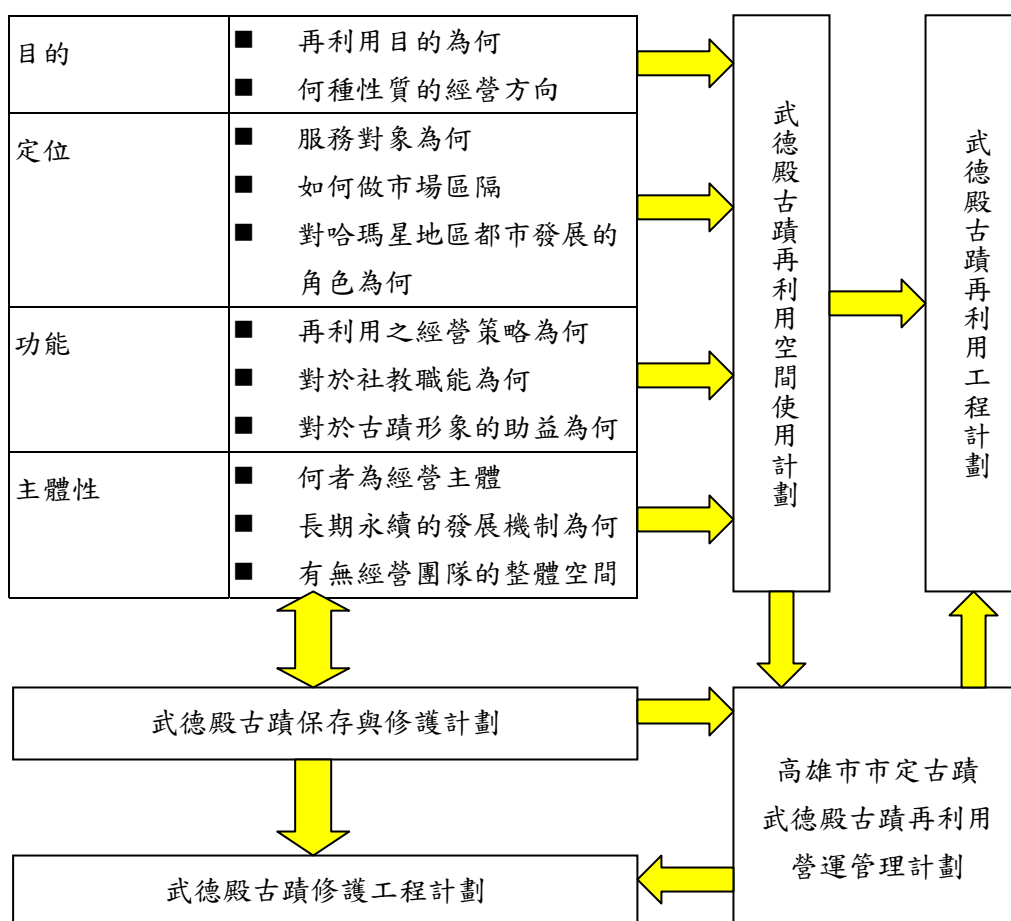 目的
■ 再利用目的為何
■ 何種性質的經營方向
定位
■ 服務對象為何
■ 如何做市場區隔
■ 對哈瑪星地區都市發展的
角色為何
功能
■ 再利用之經營策略為何
■ 對於社教職能為何
■ 對於古蹟形象的助益為何
主體性
■ 何者為經營主體
■ 長期永續的發展機制為何
■ 有無經營團隊的整體空間
武德殿古蹟再利用空間使用計劃
武德殿古蹟再利用工程計劃
武德殿古蹟保存與修護計劃
高雄市市定古蹟
武德殿古蹟再利用
營運管理計劃
武德殿古蹟修護工程計劃